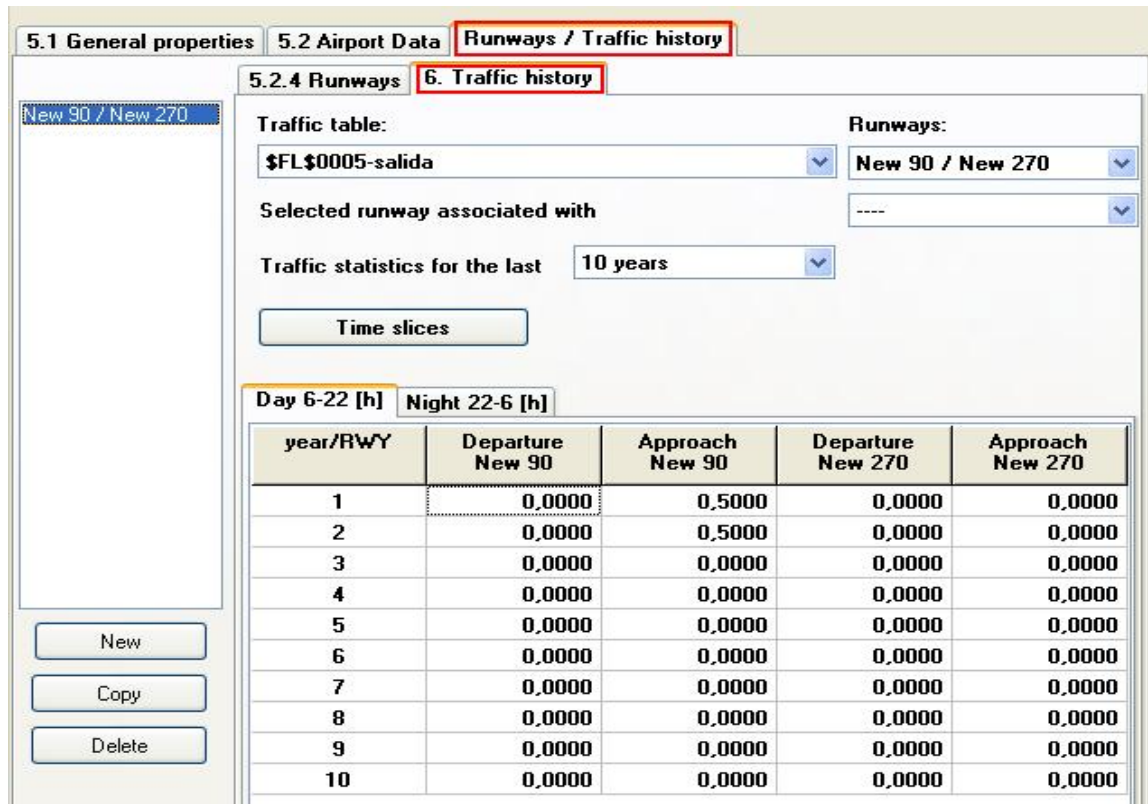 5.1 General properties 5.2 Airport Data Runways / Traffic history
5.2.4 Runways 6. Traffic history
New 90 / New 270
Traffic table: Runways:
$FL$0005-salida New 90 / New 270
Selected runway associated with ----
Traffic statistics for the last 10 years
Time slices
Day 6-22 [h] Night 22-6 [h]
year/RWY Departure Approach Departure Approach
New 90 New 90 New 270 New 270
1 0,0000 0,5000 0,0000 0,0000
2 0,0000 0,5000 0,0000 0,0000
3 0,0000 0,0000 0,0000 0,0000
4 0,0000 0,0000 0,0000 0,0000
5 0,0000 0,0000 0,0000 0,0000
6 0,0000 0,0000 0,0000 0,0000
7 0,0000 0,0000 0,0000 0,0000
8 0,0000 0,0000 0,0000 0,0000
9 0,0000 0,0000 0,0000 0,0000
10 0,0000 0,0000 0,0000 0,0000
New
Copy
Delete